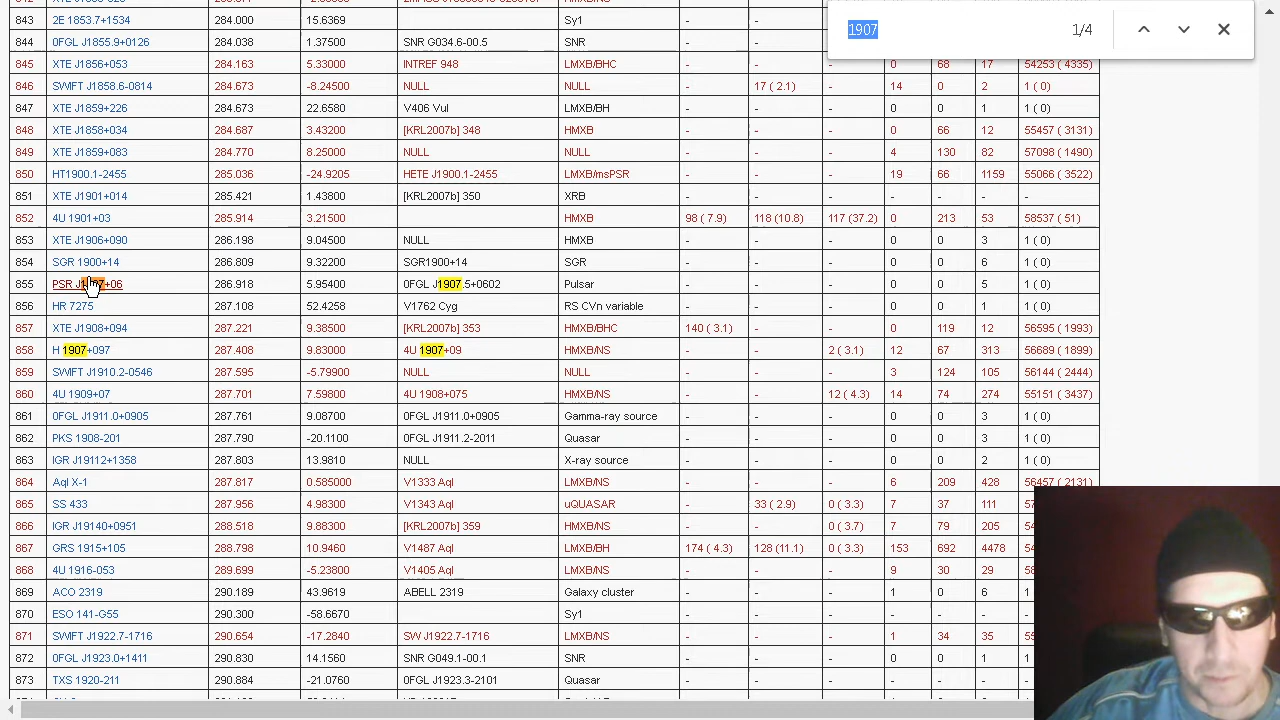 1907 1/4
843 2E 1853.7+1534 284.000 15.6369 Sy1 - -
844 0FGL J1855.9+0126 284.038 1.37500 SNR G034.6-00.5 SNR - -
845 XTE J1856+053 284.163 5.33000 INTREF 948 LMXB/BHC - - - 0 68 17 54253 ( 4335)
846 SWIFT J1858.6-0814 284.673 -8.24500 NULL NULL - 17 ( 2.1) - 14 0 2 1 ( 0)
847 XTE J1859+226 284.673 22.6580 V406 Vul LMXB/BH - - - 0 0 1 1 ( 0)
848 XTE J1858+034 284.687 3.43200 [KRL2007b] 348 HMXB - - - 0 66 12 55457 ( 3131)
849 XTE J1859+083 284.770 8.25000 NULL NULL - - - 4 130 82 57098 ( 1490)
850 HT1900.1-2455 285.036 -24.9205 HETE J1900.1-2455 LMXB/msPSR - - - 19 66 1159 55066 ( 3522)
851 XTE J1901+014 285.421 1.43800 [KRL2007b] 350 XRB - - - - - - -
852 4U 1901+03 285.914 3.21500 HMXB 98 ( 7.9) 118 (10.8) 117 (37.2) 0 213 53 58537 ( 51)
853 XTE J1906+090 286.198 9.04500 NULL HMXB - - - 0 0 3 1 ( 0)
854 SGR 1900+14 286.809 9.32200 SGR1900+14 SGR - - - 0 0 6 1 ( 0)
855 PSR J1907+06 286.918 5.95400 0FGL J1907.5+0602 Pulsar - - - 0 0 5 1 ( 0)
856 HR 7275 287.108 52.4258 V1762 Cyg RS CVn variable - - - 0 0 1 1 ( 0)
857 XTE J1908+094 287.221 9.38500 [KRL2007b] 353 HMXB/BHC 140 ( 3.1) - - 0 119 12 56595 ( 1993)
858 H 1907+097 287.408 9.83000 4U 1907+09 HMXB/NS - - 2 ( 3.1) 12 67 313 56689 ( 1899)
859 SWIFT J1910.2-0546 287.595 -5.79900 NULL NULL - - - 3 124 105 56144 ( 2444)
860 4U 1909+07 287.701 7.59800 4U 1908+075 HMXB/NS - - 12 ( 4.3) 14 74 274 55151 ( 3437)
861 0FGL J1911.0+0905 287.761 9.08700 0FGL J1911.0+0905 Gamma-ray source - - - 0 0 3 1 ( 0)
862 PKS 1908-201 287.790 -20.1100 0FGL J1911.2-2011 Quasar - - - 0 0 3 1 ( 0)
863 IGR J19112+1358 287.803 13.9810 NULL X-ray source - - - 0 0 2 1 ( 0)
864 Aql X-1 287.817 0.585000 V1333 Aql LMXB/NS - - - 6 209 428 56457 ( 2131)
865 SS 433 287.956 4.98300 V1343 Aql uQUASAR - 33 ( 2.9) 0 ( 3.3) 7 37 111
866 IGR J19140+0951 288.518 9.88300 [KRL2007b] 359 HMXB/NS - - 0 ( 3.7) 7 79 205
867 GRS 1915+105 288.798 10.9460 V1487 Aql LMXB/BH 174 ( 4.3) 128 (11.1) 0 ( 3.3) 153 692 4478
868 4U 1916-053 289.699 -5.23800 V1405 Aql LMXB/NS - - - 9 30 29
869 ACO 2319 290.189 43.9619 ABELL 2319 Galaxy cluster - - - 1 0 6
870 ESO 141-G55 290.300 -58.6670 Sy1 - - - - - -
871 SWIFT J1922.7-1716 290.654 -17.2840 SW J1922.7-1716 LMXB/NS - - - 1 34 35
872 0FGL J1923.0+1411 290.830 14.1560 SNR G049.1-00.1 SNR - - - 0 0 1
873 TXS 1920-211 290.884 -21.0760 0FGL J1923.3-2101 Quasar - - - - - -